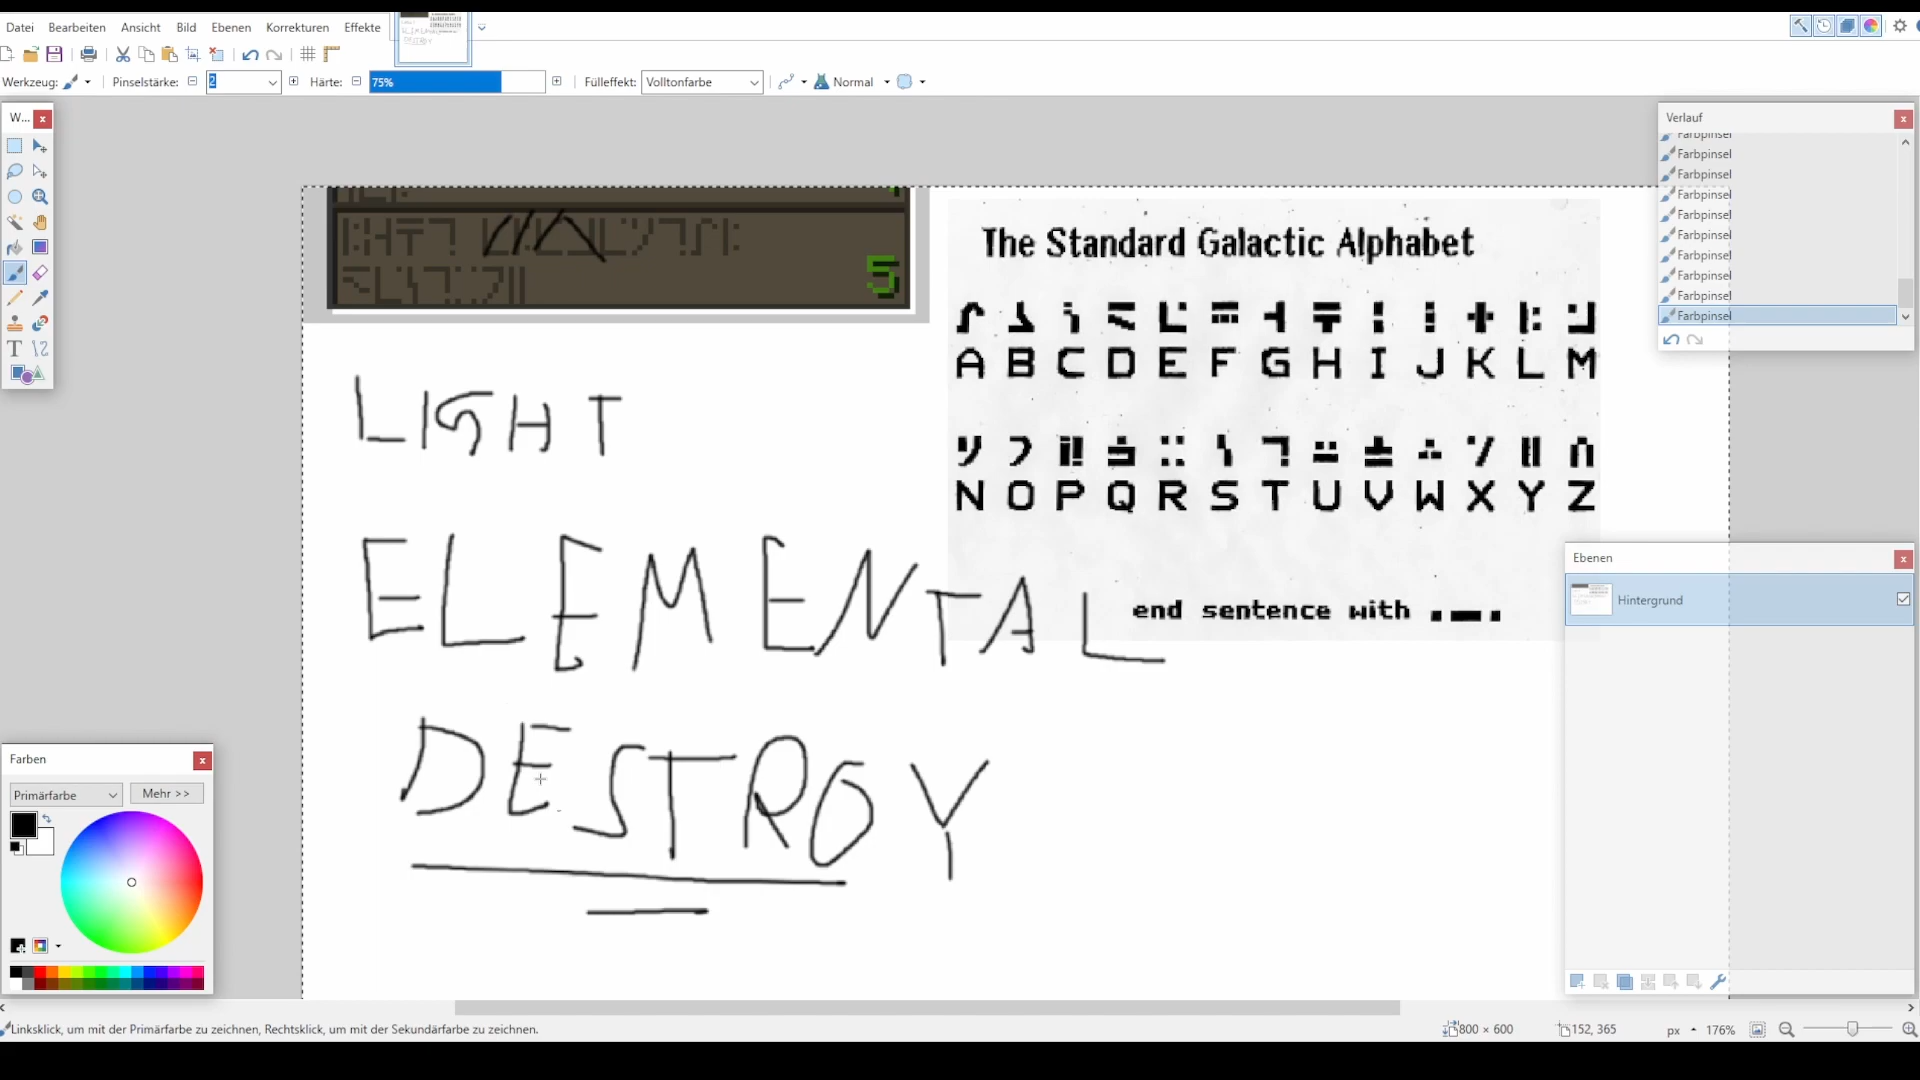 Datei Bearbeiten Ansicht Bild Ebenen Korrekturen Effekte
Werkzeug: Pinselstärke: 2 Härte: 75% Fülleffekt: Volltonfarbe Normal
W... 
Verlauf
Farbpinsel
Farbpinsel
Farbpinsel
Farbpinsel
Farbpinsel
Farbpinsel
Farbpinsel
Farbpinsel
Farbpinsel
Farbpinsel
5
The Standard Galactic Alphabet
A B C D E F G H I J K L M
N O P Q R S T U V W X Y Z
end sentence with
LIGHT
ELEMENTAL
DESTROY
Ebenen
Hintergrund
Farben
Primärfarbe Mehr >>
Linksklick, um mit der Primärfarbe zu zeichnen, Rechtsklick, um mit der Sekundärfarbe zu zeichnen. 800 × 600 152, 365 px 176%